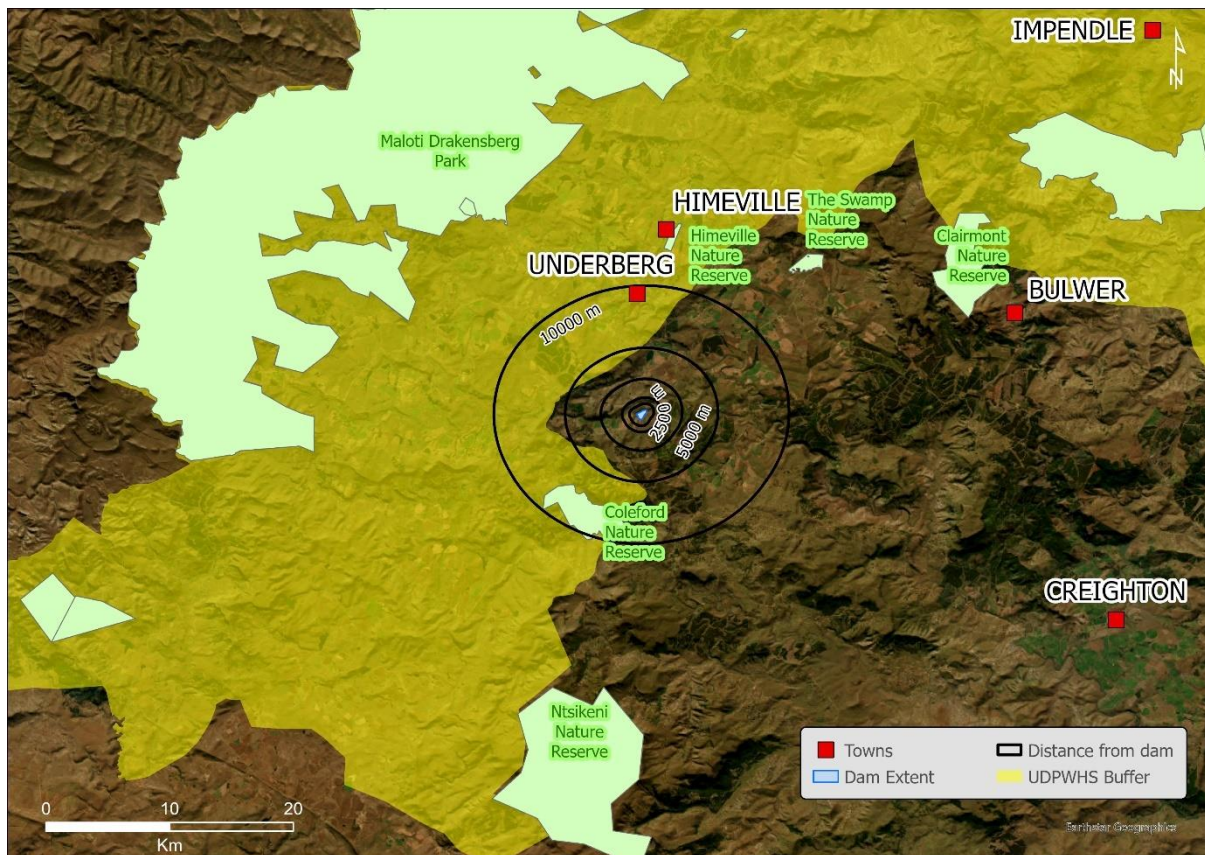 IMPENDLE
N
Maloti Drakensberg
Park
HIMEVILLE
The Swamp
Nature
Reserve
Himeville
Nature
Reserve
Clairmont
Nature
Reserve
UNDERBERG
BULWER
10000 m
2500 m
5000 m
Coleford
Nature
Reserve
CREIGHTON
Ntsikeni
Nature
Reserve
Towns
Distance from dam
Dam Extent
UDPWHS Buffer
0 10 20
Km
Earthstar Geographics